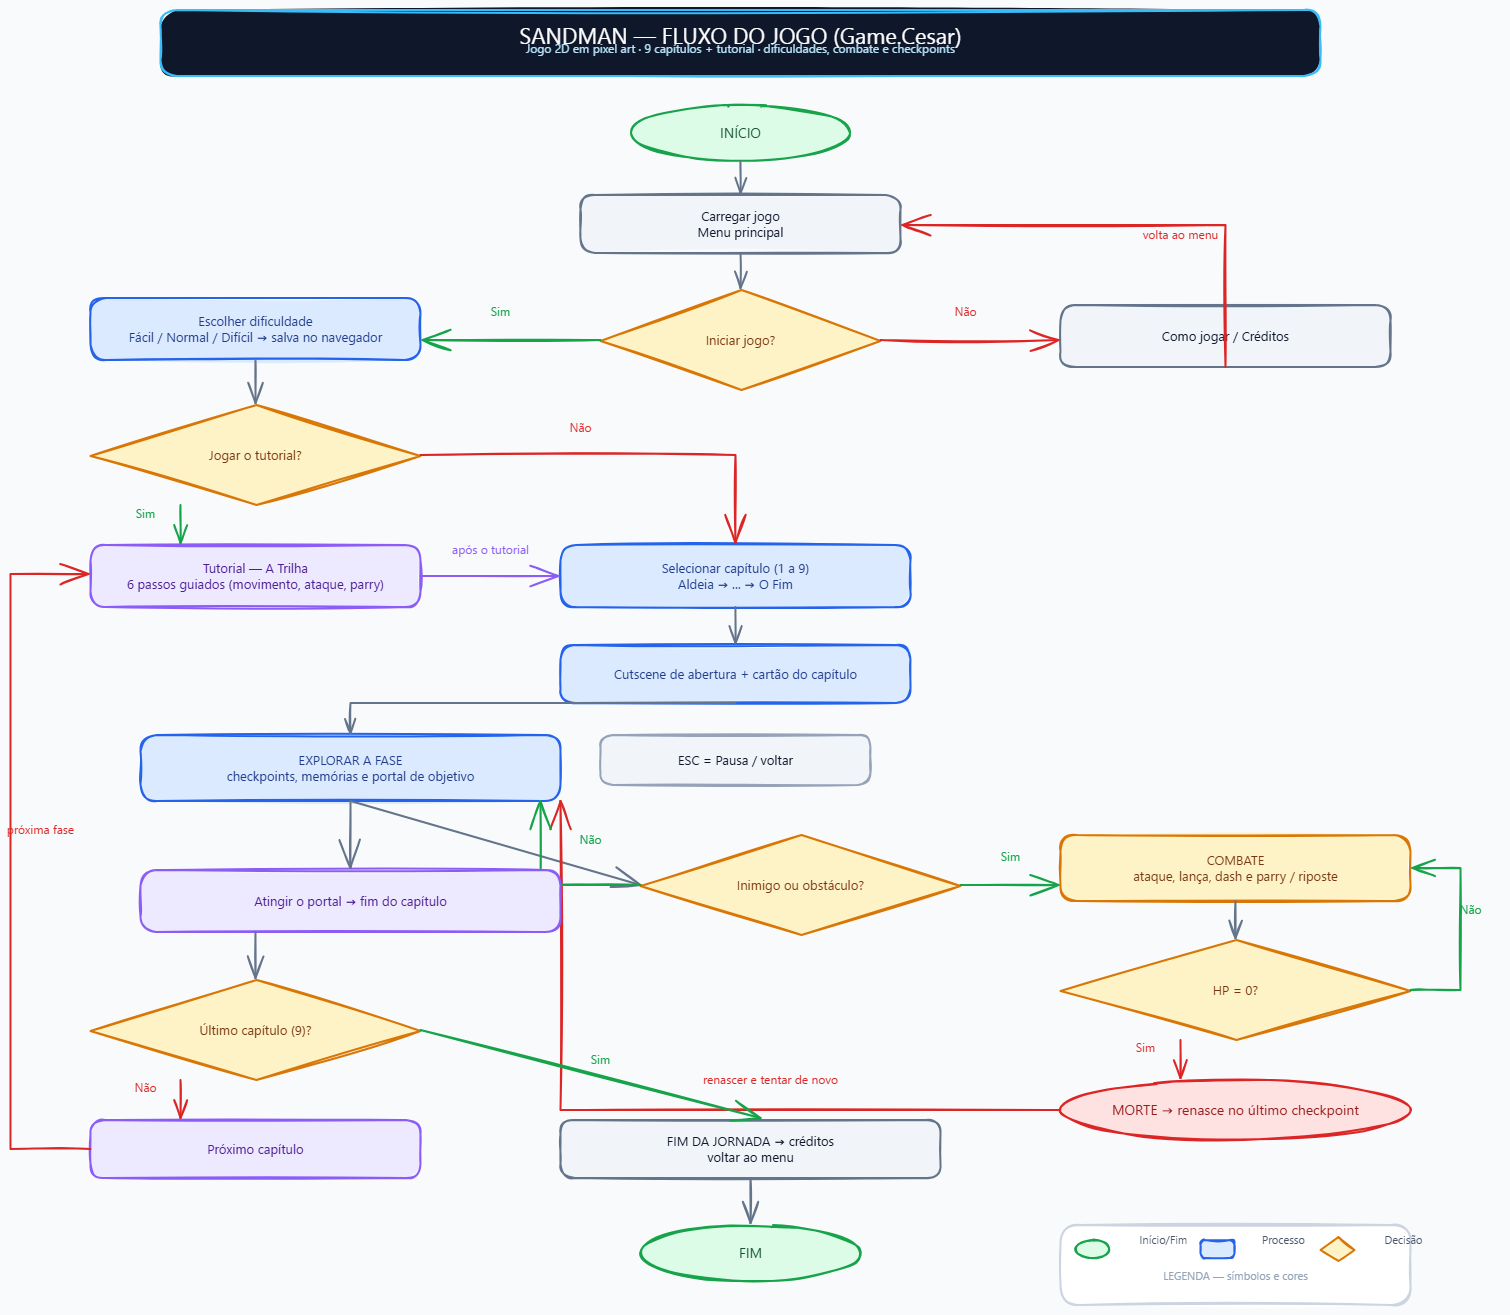 SANDMAN — FLUXO DO JOGO (Game.Cesar)
Jogo 2D em pixel art · 9 capítulos + tutorial · dificuldades, combate e checkpoints
INÍCIO
Carregar jogo
Menu principal
volta ao menu
Escolher dificuldade
Fácil / Normal / Difícil → salva no navegador
Sim
Iniciar jogo?
Não
Como jogar / Créditos
Jogar o tutorial?
Não
Sim
Tutorial — A Trilha
6 passos guiados (movimento, ataque, parry)
após o tutorial
Selecionar capítulo (1 a 9)
Aldeia → ... → O Fim
Cutscene de abertura + cartão do capítulo
EXPLORAR A FASE
checkpoints, memórias e portal de objetivo
ESC = Pausa / voltar
próxima fase
Não
Inimigo ou obstáculo?
Sim
COMBATE
ataque, lança, dash e parry / riposte
Atingir o portal → fim do capítulo
Não
HP = 0?
Último capítulo (9)?
Sim
Sim
renascer e tentar de novo
Não
MORTE → renasce no último checkpoint
Próximo capítulo
FIM DA JORNADA → créditos
voltar ao menu
FIM
Início/Fim
Processo
Decisão
LEGENDA — símbolos e cores